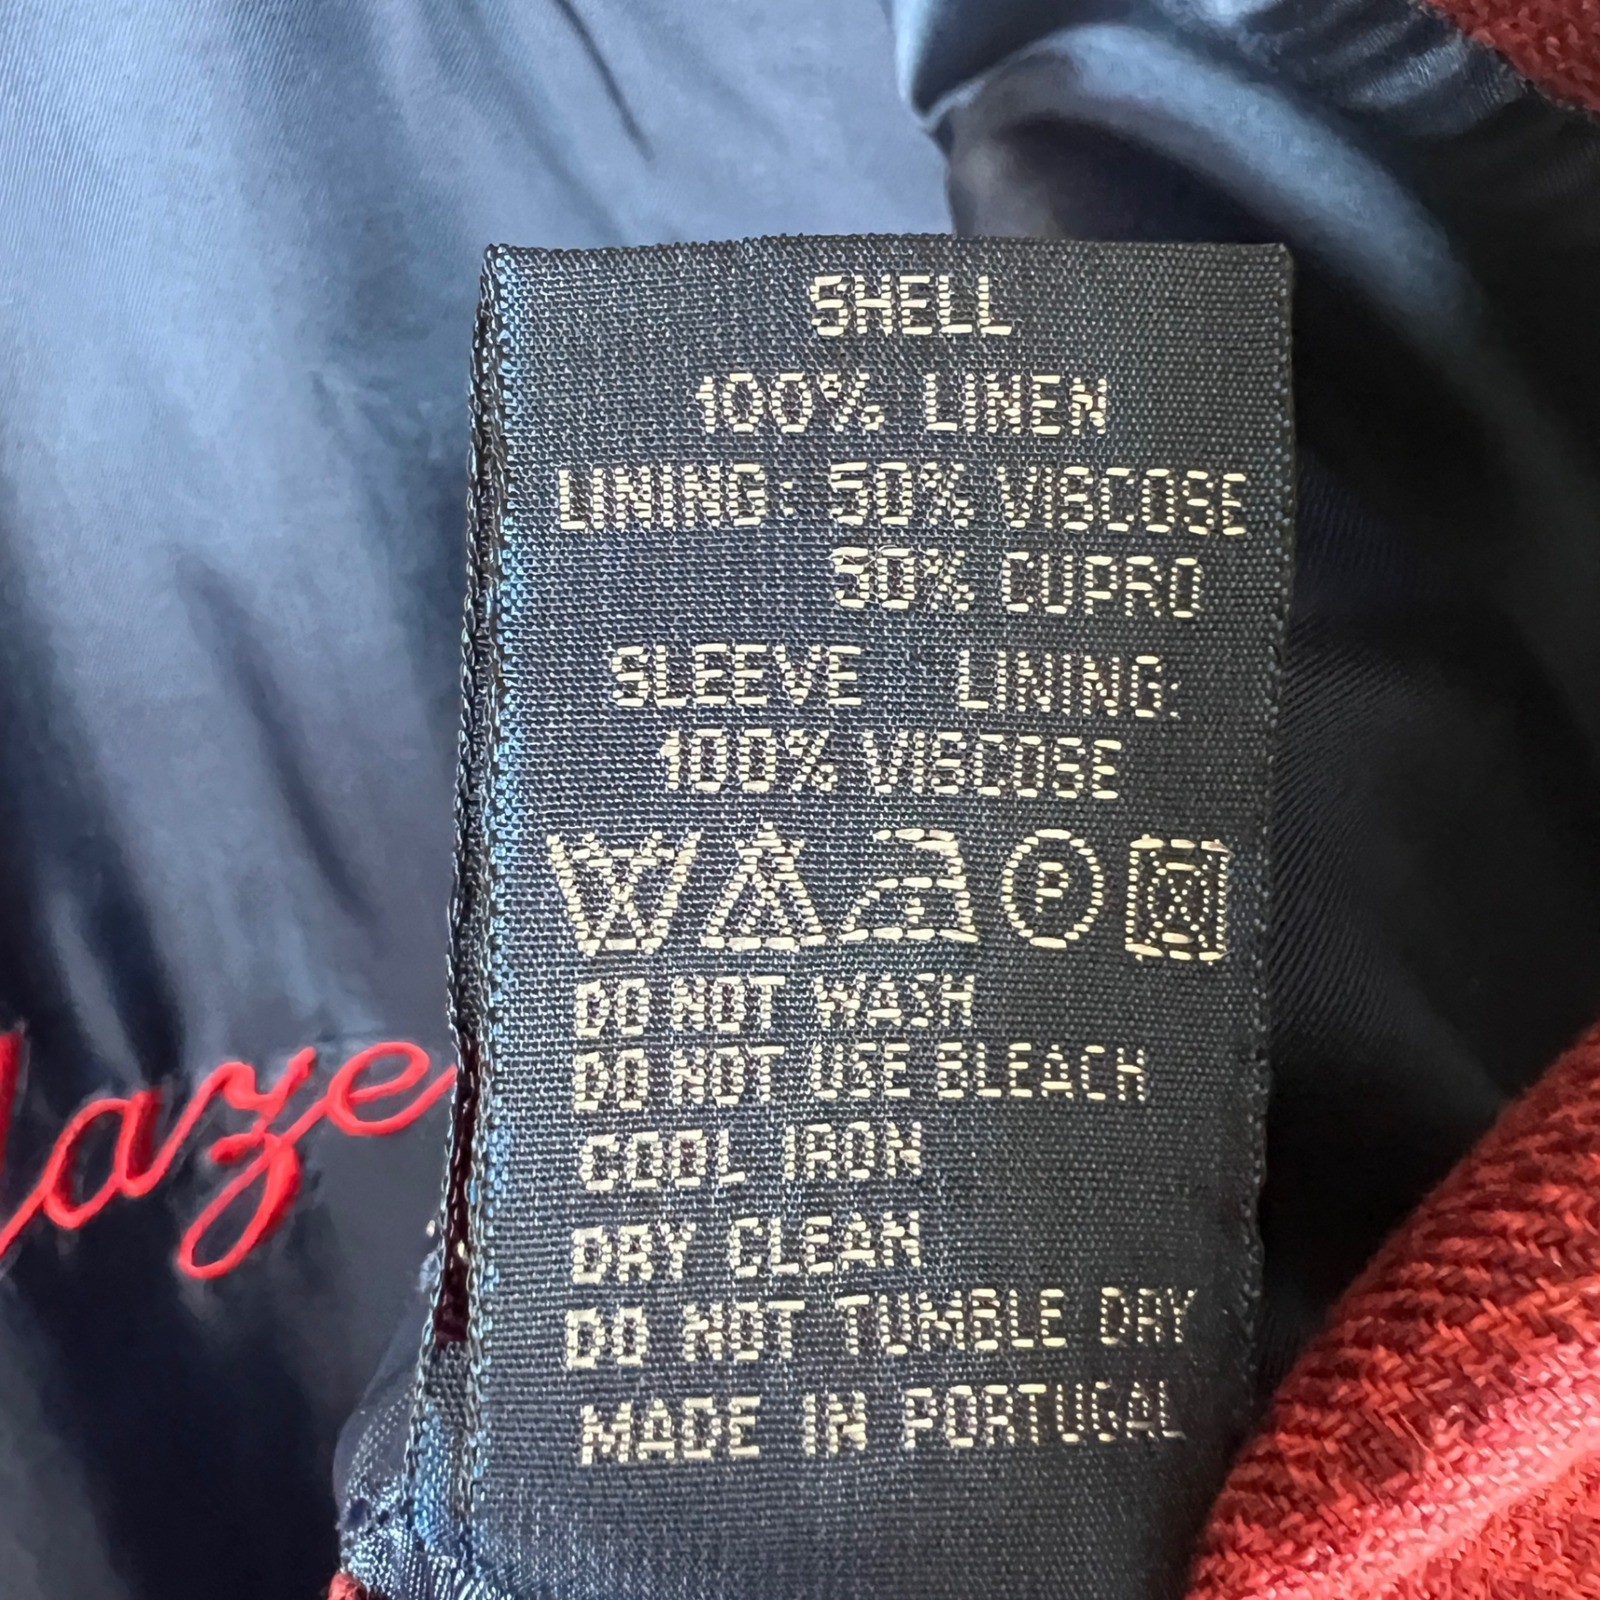 SHELL
100% LINEN
LINING: 50% VISCOSE
50% CUPRO
SLEEVE LINING:
100% VISCOSE
P
DO NOT WASH
DO NOT USE BLEACH
COOL IRON
DRY CLEAN
DO NOT TUMBLE DRY
MADE IN PORTUGAL